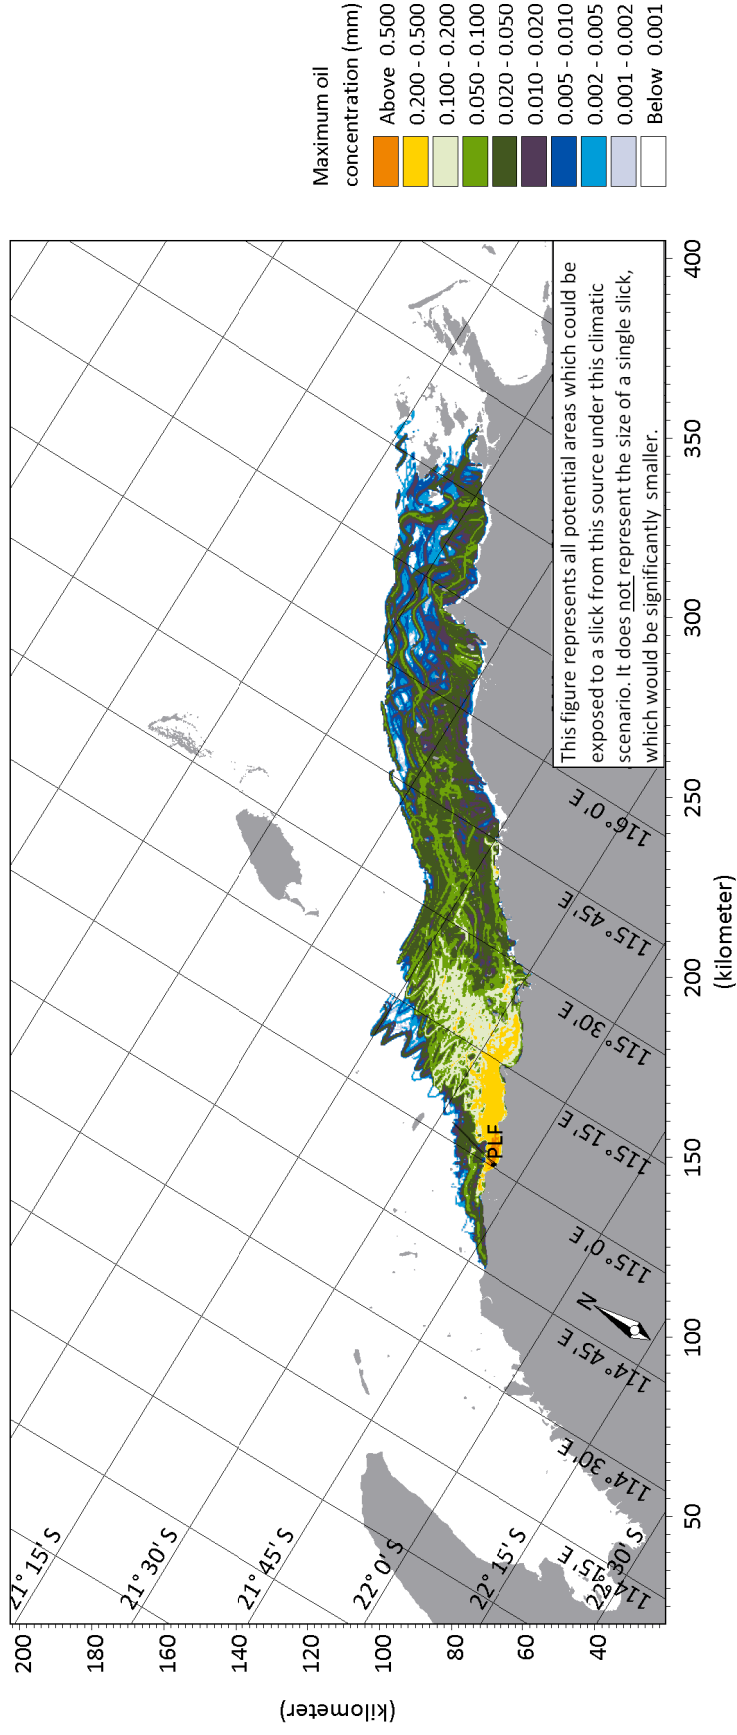 Maximum oil
concentration (mm)
Above 0.500
0.200 - 0.500
0.100 - 0.200
0.050 - 0.100
0.020 - 0.050
0.010 - 0.020
0.005 - 0.010
0.002 - 0.005
0.001 - 0.002
Below 0.001
200
180
160
140
120
100
80
60
40
(kilometer)
21° 15' S
21° 30' S
21° 45' S
22° 0' S
22° 15' S
22° 30' S
114° 15' E
114° 30' E
114° 45' E
115° 0' E
115° 15' E
115° 30' E
115° 45' E
116° 0' E
N
PLF
This figure represents all potential areas which could be
exposed to a slick from this source under this climatic
scenario. It does not represent the size of a single slick,
which would be significantly smaller.
50
100
150
200
250
300
350
400
(kilometer)